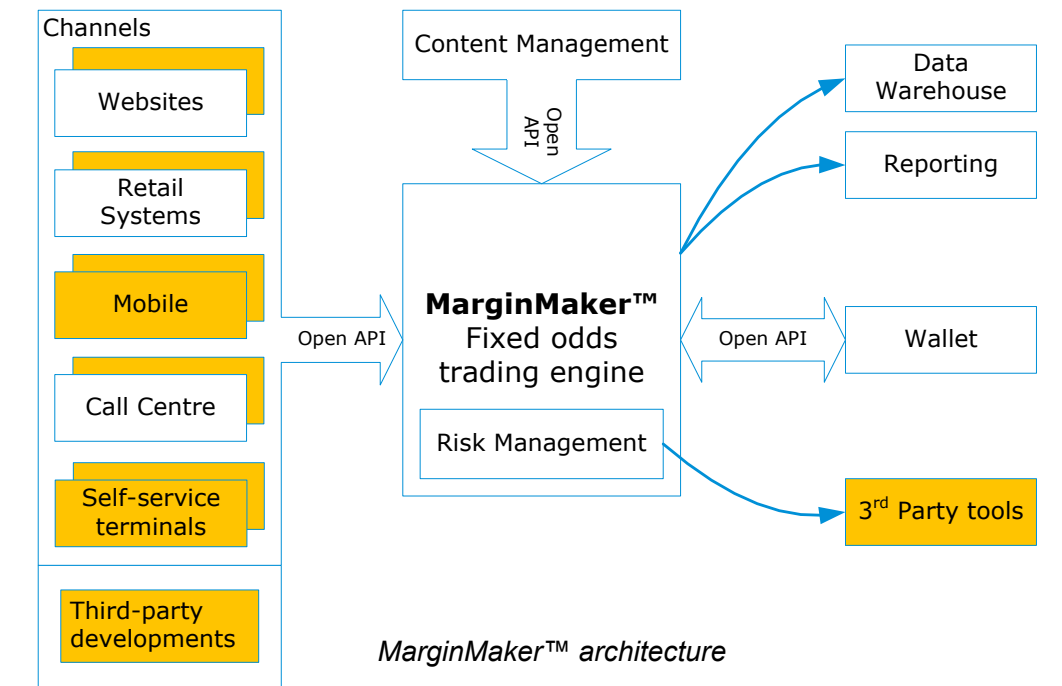 Channels
Websites
Retail
Systems
Mobile
Call Centre
Self-service
terminals
Third-party
developments
Open API
Content Management
Open
API
MarginMaker™
Fixed odds
trading engine
Risk Management
Data
Warehouse
Reporting
Open API
Wallet
3rd Party tools
MarginMaker™ architecture